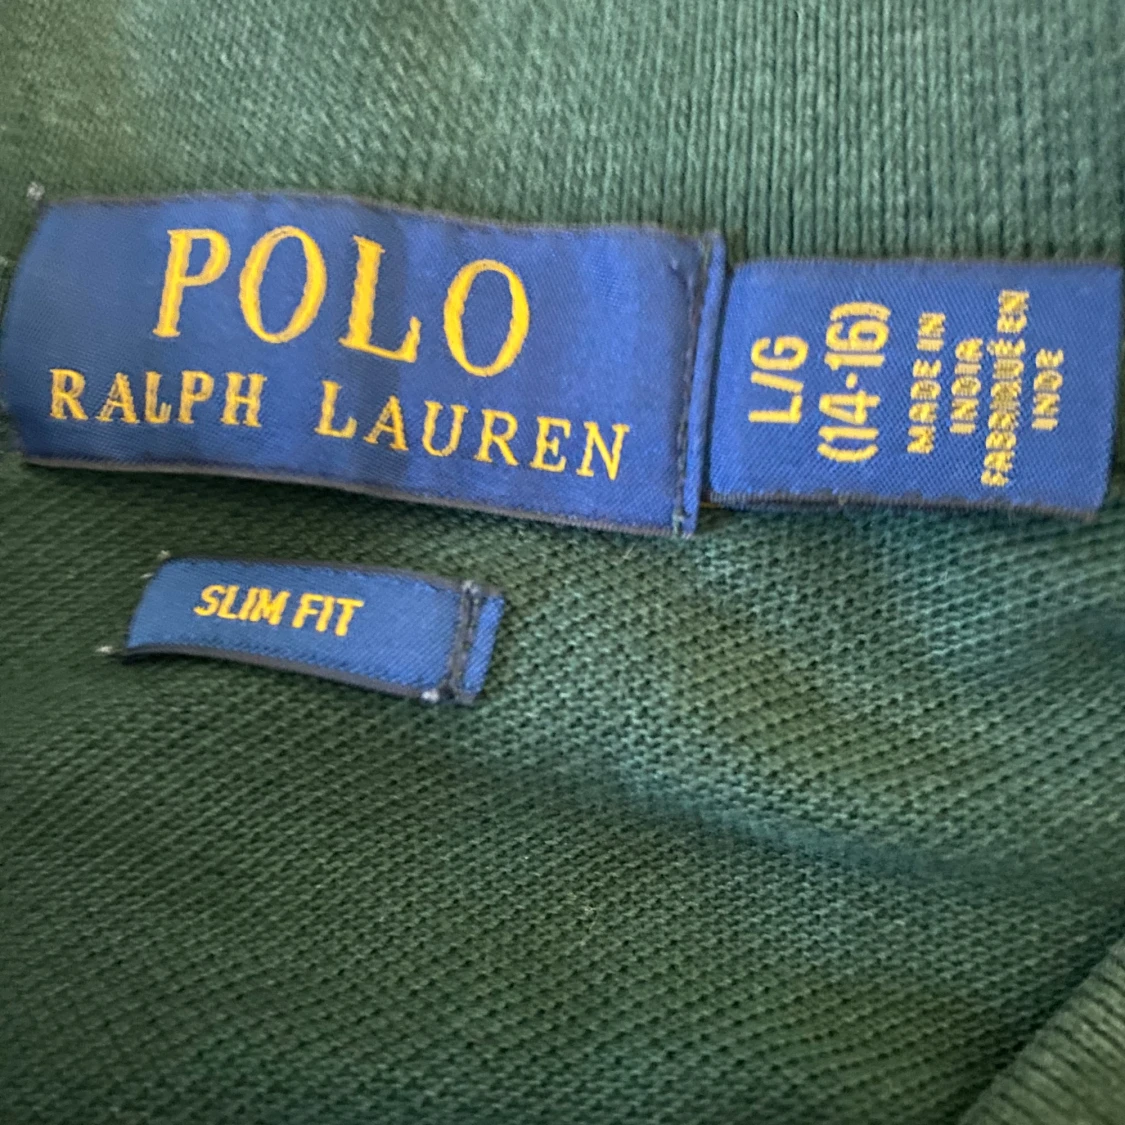 POLO
RALPH LAUREN
L/G
(14-16)
MADE IN
INDIA
FABRIQUÉ EN
INDE
SLIM FIT